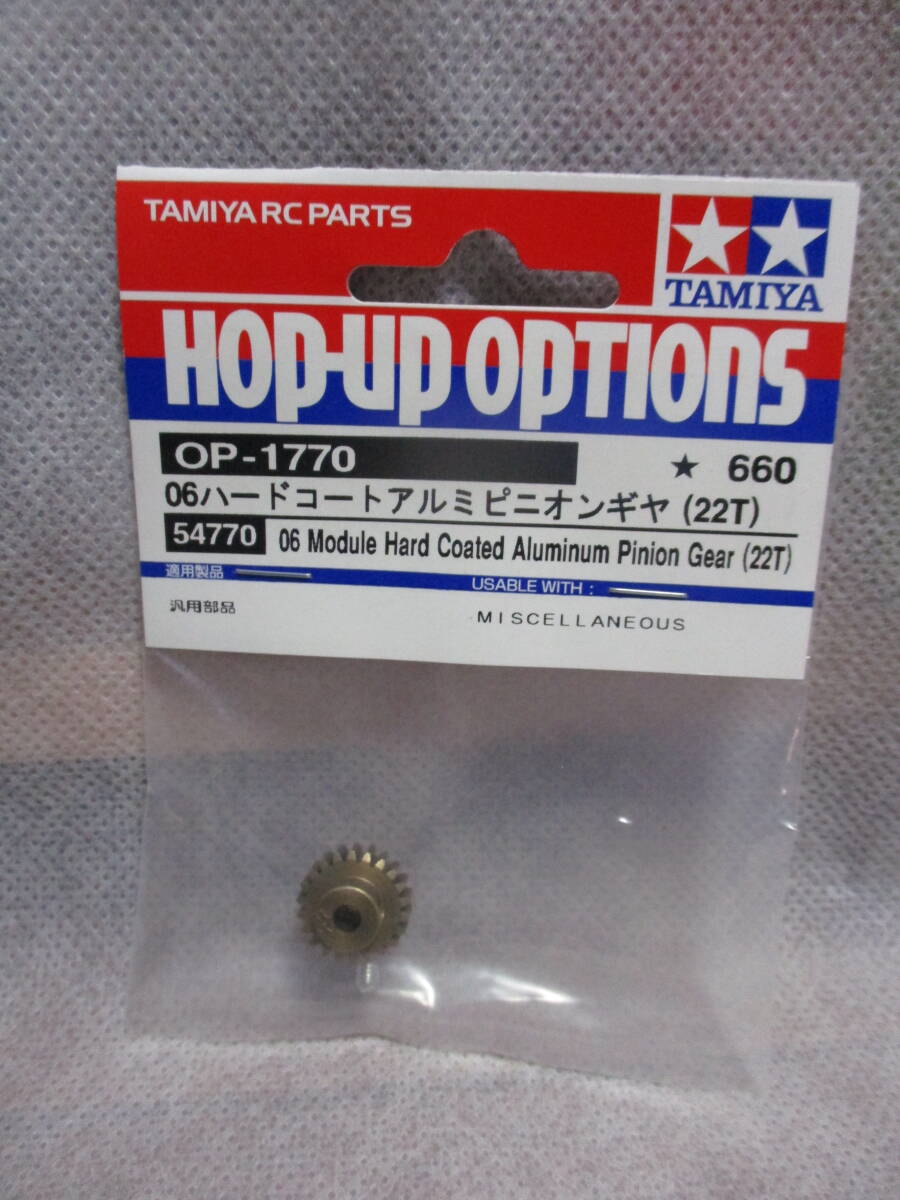 TAMIYA RC PARTS
TAMIYA
HOP-UP OPTIONS
OP-1770
★ 660
06ハードコートアルミピニオンギヤ (22T)
54770 06 Module Hard Coated Aluminum Pinion Gear (22T)
適用製品 USABLE WITH :
汎用部品 MISCELLANEOUS